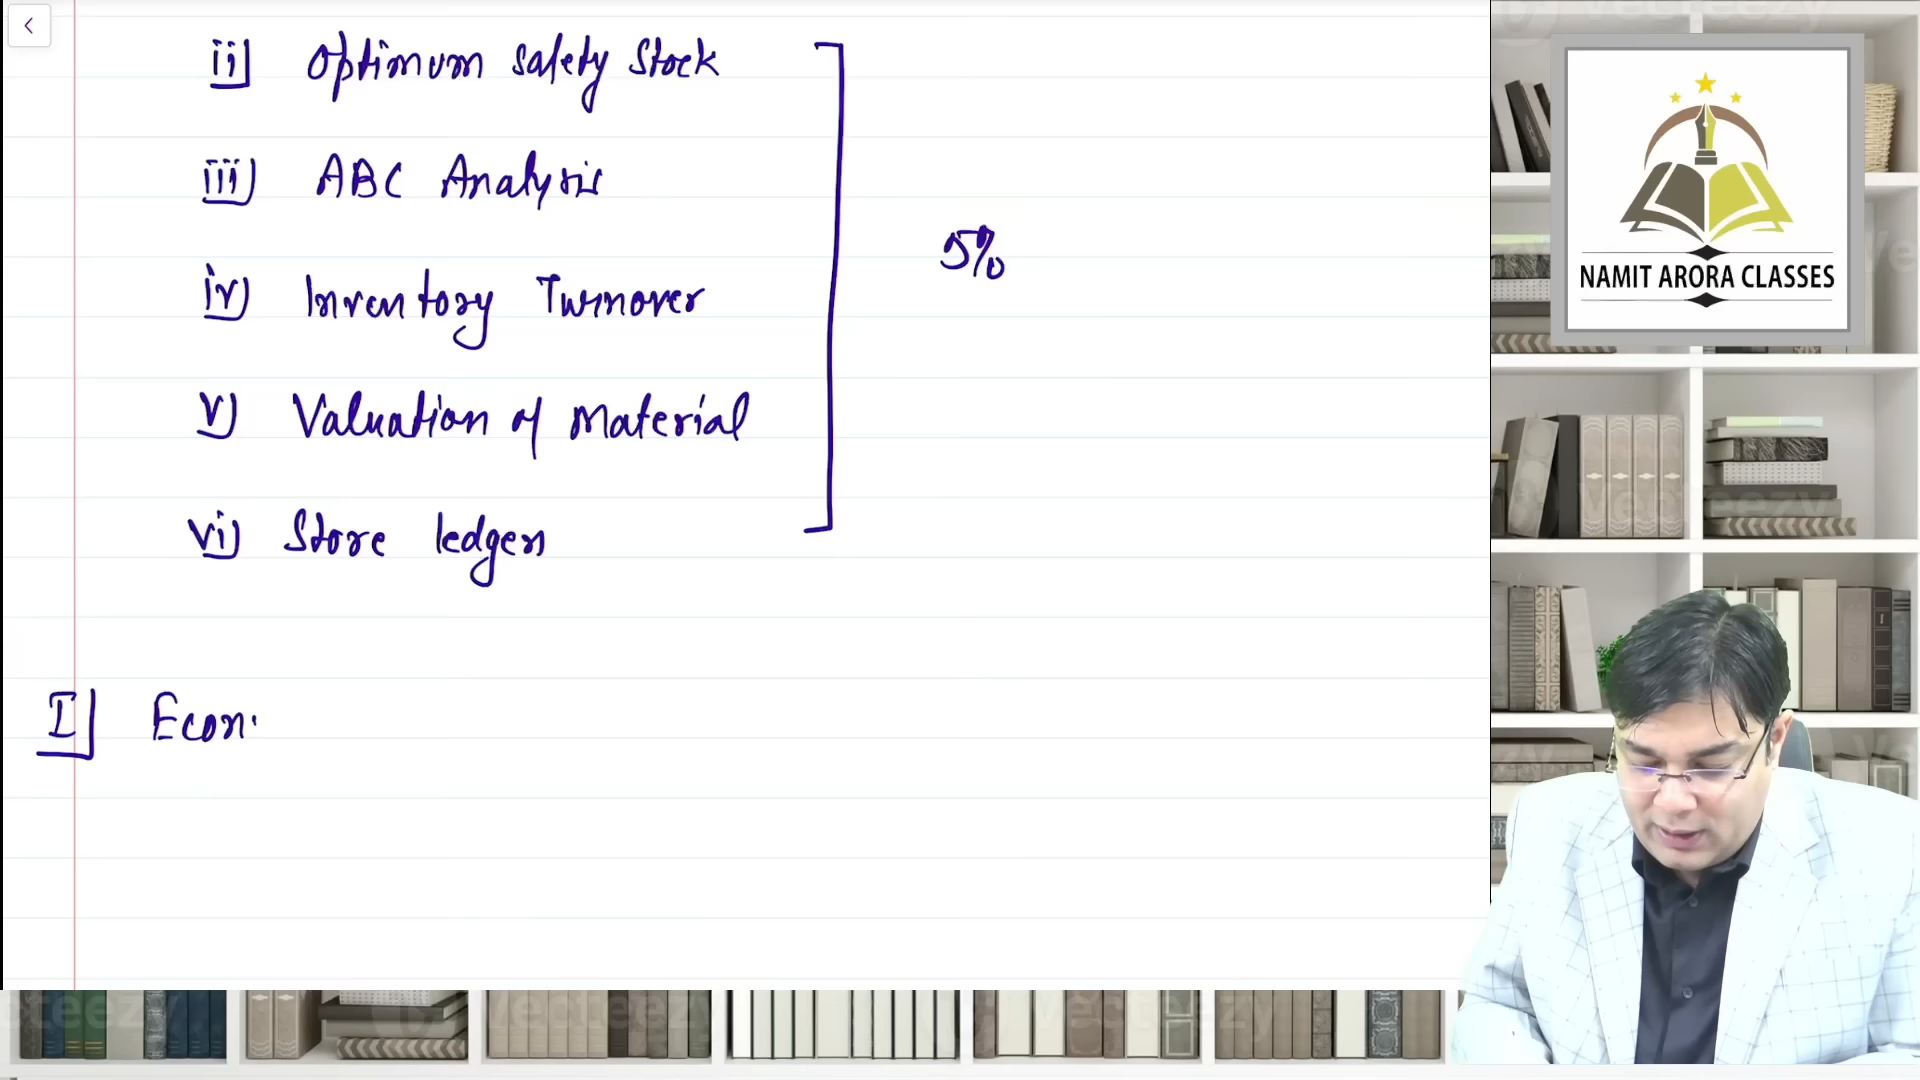 ii) Optimum Safety Stock
iii) ABC Analysis
iv) Inventory Turnover
v) Valuation of Material
vi) Store ledger
5%
I] Econ
NAMIT ARORA CLASSES
vecteezy